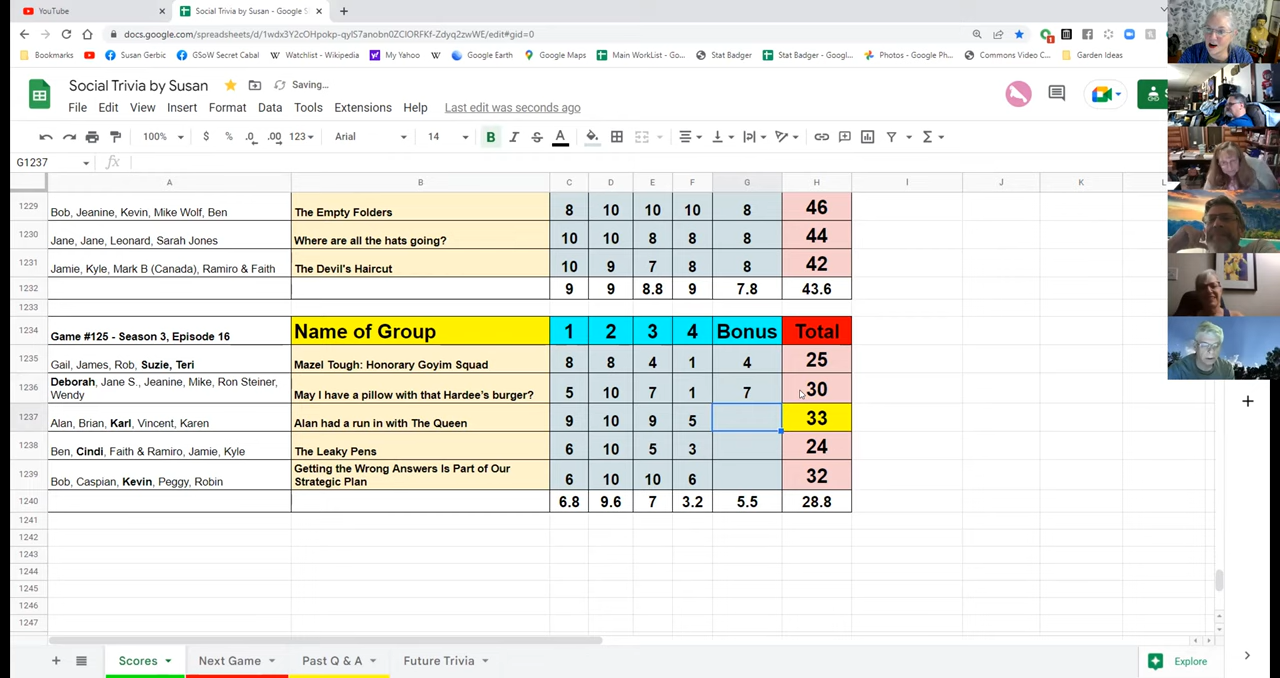 YouTube
Social Trivia by Susan - Google S
docs.google.com/spreadsheets/d/1wdx3Y2cOHpokp-qyIS7anobn0ZCIORFKf-Zdyq2zwWE/edit#gid=0
Bookmarks Susan Gerbic GSoW Secret Cabal Watchlist - Wikipedia My Yahoo Google Earth Google Maps Main WorkList - Go... Stat Badger Stat Badger - Googl... Photos - Google Ph... Commons Video C... Garden Ideas
Social Trivia by Susan Saving...
File Edit View Insert Format Data Tools Extensions Help Last edit was seconds ago
100% $ % .0 .00 123 Arial 14 B I S A
G1237 fx
A B C D E F G H I J K L
1229 Bob, Jeanine, Kevin, Mike Wolf, Ben The Empty Folders 8 10 10 10 8 46
1230 Jane, Jane, Leonard, Sarah Jones Where are all the hats going? 10 10 8 8 8 44
1231 Jamie, Kyle, Mark B (Canada), Ramiro & Faith The Devil's Haircut 10 9 7 8 8 42
1232 9 9 8.8 9 7.8 43.6
1233
1234 Game #125 - Season 3, Episode 16 Name of Group 1 2 3 4 Bonus Total
1235 Gail, James, Rob, Suzie, Teri Mazel Tough: Honorary Goyim Squad 8 8 4 1 4 25
1236 Deborah, Jane S., Jeanine, Mike, Ron Steiner,
Wendy May I have a pillow with that Hardee's burger? 5 10 7 1 7 30
1237 Alan, Brian, Karl, Vincent, Karen Alan had a run in with The Queen 9 10 9 5 33
1238 Ben, Cindi, Faith & Ramiro, Jamie, Kyle The Leaky Pens 6 10 5 3 24
Getting the Wrong Answers Is Part of Our
1239 Bob, Caspian, Kevin, Peggy, Robin Strategic Plan 6 10 10 6 32
1240 6.8 9.6 7 3.2 5.5 28.8
1241
1242
1243
1244
1245
1246
1247
Scores Next Game Past Q & A Future Trivia Explore